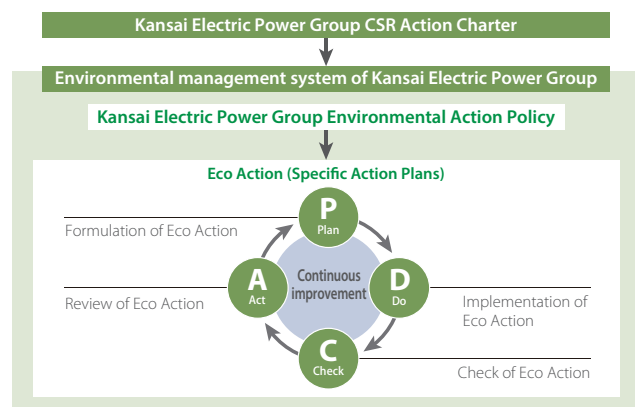 Kansai Electric Power Group CSR Action Charter
Environmental management system of Kansai Electric Power Group
Kansai Electric Power Group Environmental Action Policy
Eco Action (Specific Action Plans)
P
Plan
Formulation of Eco Action
A
Act
Continuous
improvement
D
Do
Review of Eco Action
Implementation of
Eco Action
C
Check
Check of Eco Action